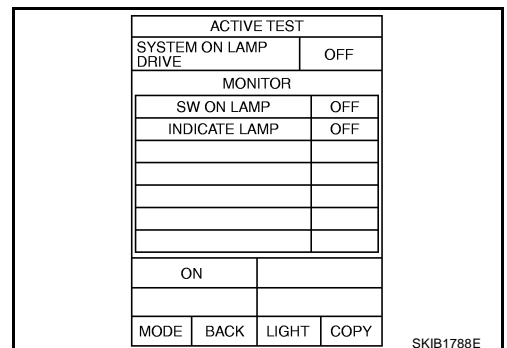 ACTIVE TEST
SYSTEM ON LAMP
DRIVE
OFF
MONITOR
SW ON LAMP OFF
INDICATE LAMP OFF
ON
MODE BACK LIGHT COPY
SKIB1788E